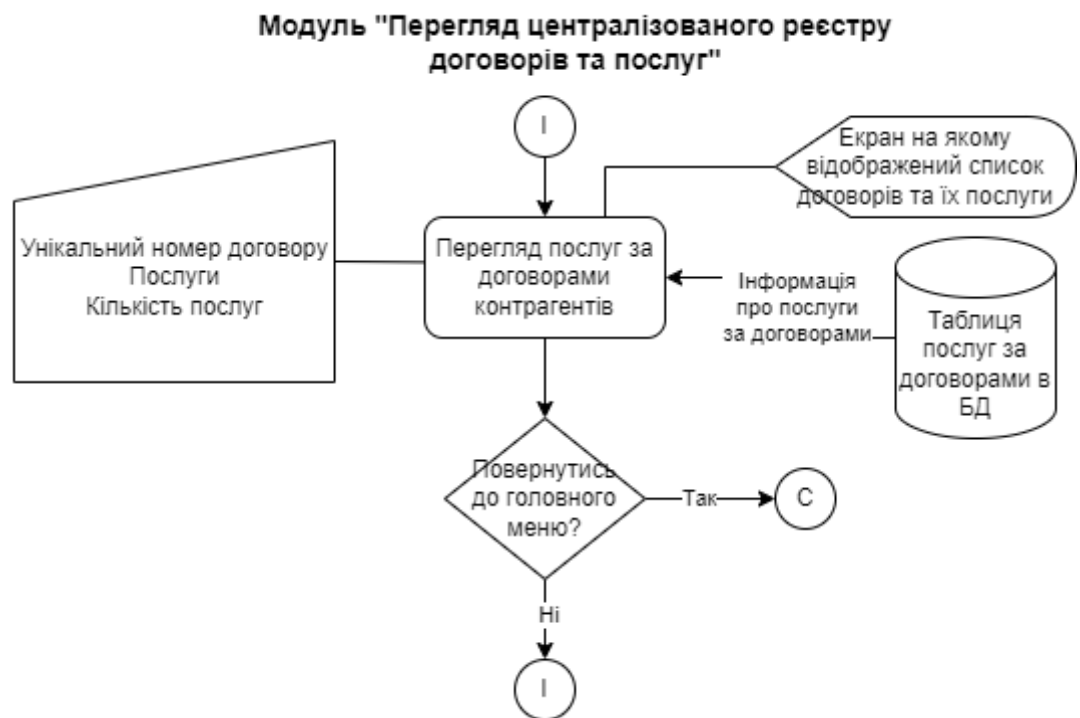 Модуль "Перегляд централізованого реєстру
договорів та послуг"
I
Екран на якому
відображений список
договорів та їх послуги
Унікальний номер договору
Послуги
Кількість послуг
Перегляд послуг за
договорами
контрагентів
Інформація
про послуги
за договорами
Таблиця
послуг за
договорами в
БД
Повернутись
до головного
меню?
Так
C
Ні
I